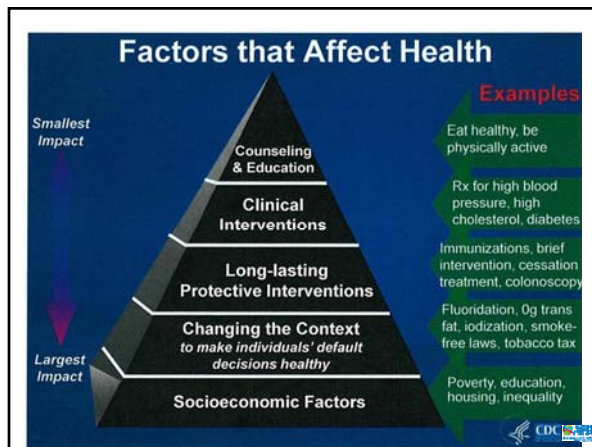 Factors that Affect Health
Examples
Smallest
Impact
Largest
Impact
Counseling
& Education
Clinical
Interventions
Long-lasting
Protective Interventions
Changing the Context
to make individuals' default
decisions healthy
Socioeconomic Factors
Eat healthy, be
physically active
Rx for high blood
pressure, high
cholesterol, diabetes
Immunizations, brief
intervention, cessation
treatment, colonoscopy
Fluoridation, 0g trans
fat, iodization, smoke-
free laws, tobacco tax
Poverty, education,
housing, inequality
CDC